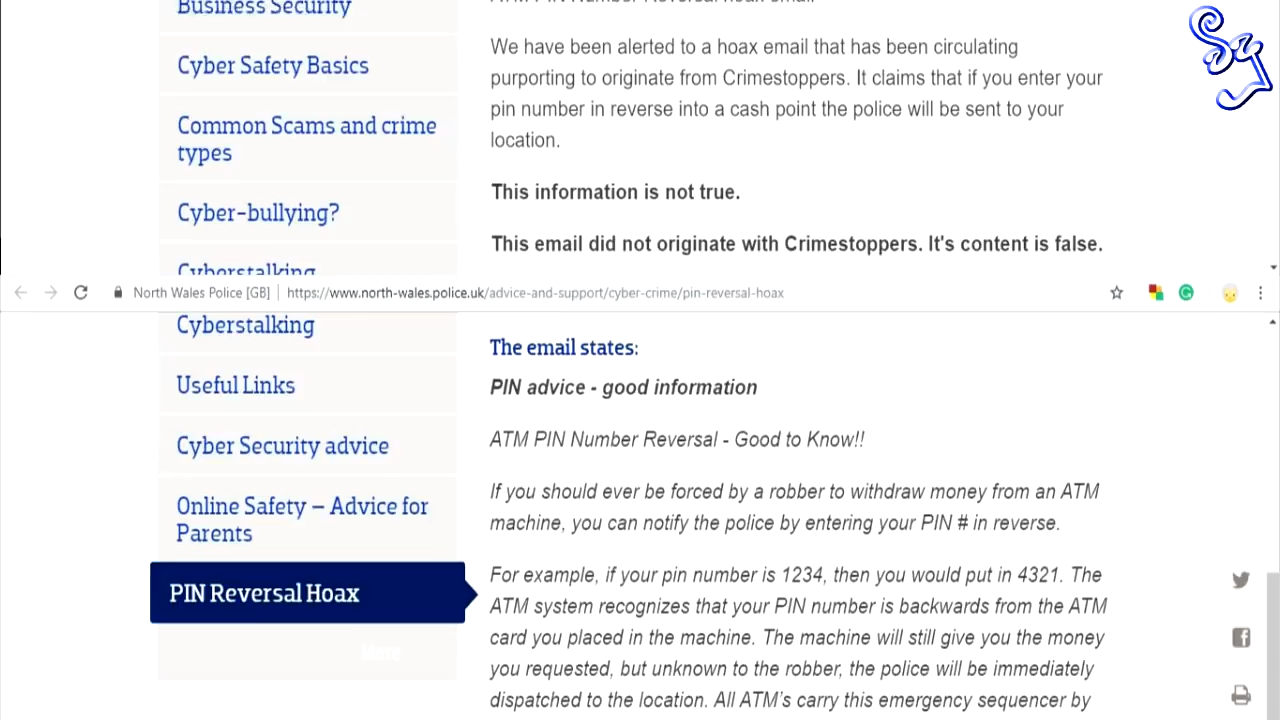 Business Security
Cyber Safety Basics
Common Scams and crime
types
Cyber-bullying?
Cyberstalking
ATM PIN Number Reversal hoax email
We have been alerted to a hoax email that has been circulating
purporting to originate from Crimestoppers. It claims that if you enter your
pin number in reverse into a cash point the police will be sent to your
location.
This information is not true.
This email did not originate with Crimestoppers. It's content is false.
North Wales Police [GB] https://www.north-wales.police.uk/advice-and-support/cyber-crime/pin-reversal-hoax
Cyberstalking
Useful Links
Cyber Security advice
Online Safety – Advice for
Parents
PIN Reversal Hoax
More
The email states:
PIN advice - good information
ATM PIN Number Reversal - Good to Know!!
If you should ever be forced by a robber to withdraw money from an ATM
machine, you can notify the police by entering your PIN # in reverse.
For example, if your pin number is 1234, then you would put in 4321. The
ATM system recognizes that your PIN number is backwards from the ATM
card you placed in the machine. The machine will still give you the money
you requested, but unknown to the robber, the police will be immediately
dispatched to the location. All ATM’s carry this emergency sequencer by